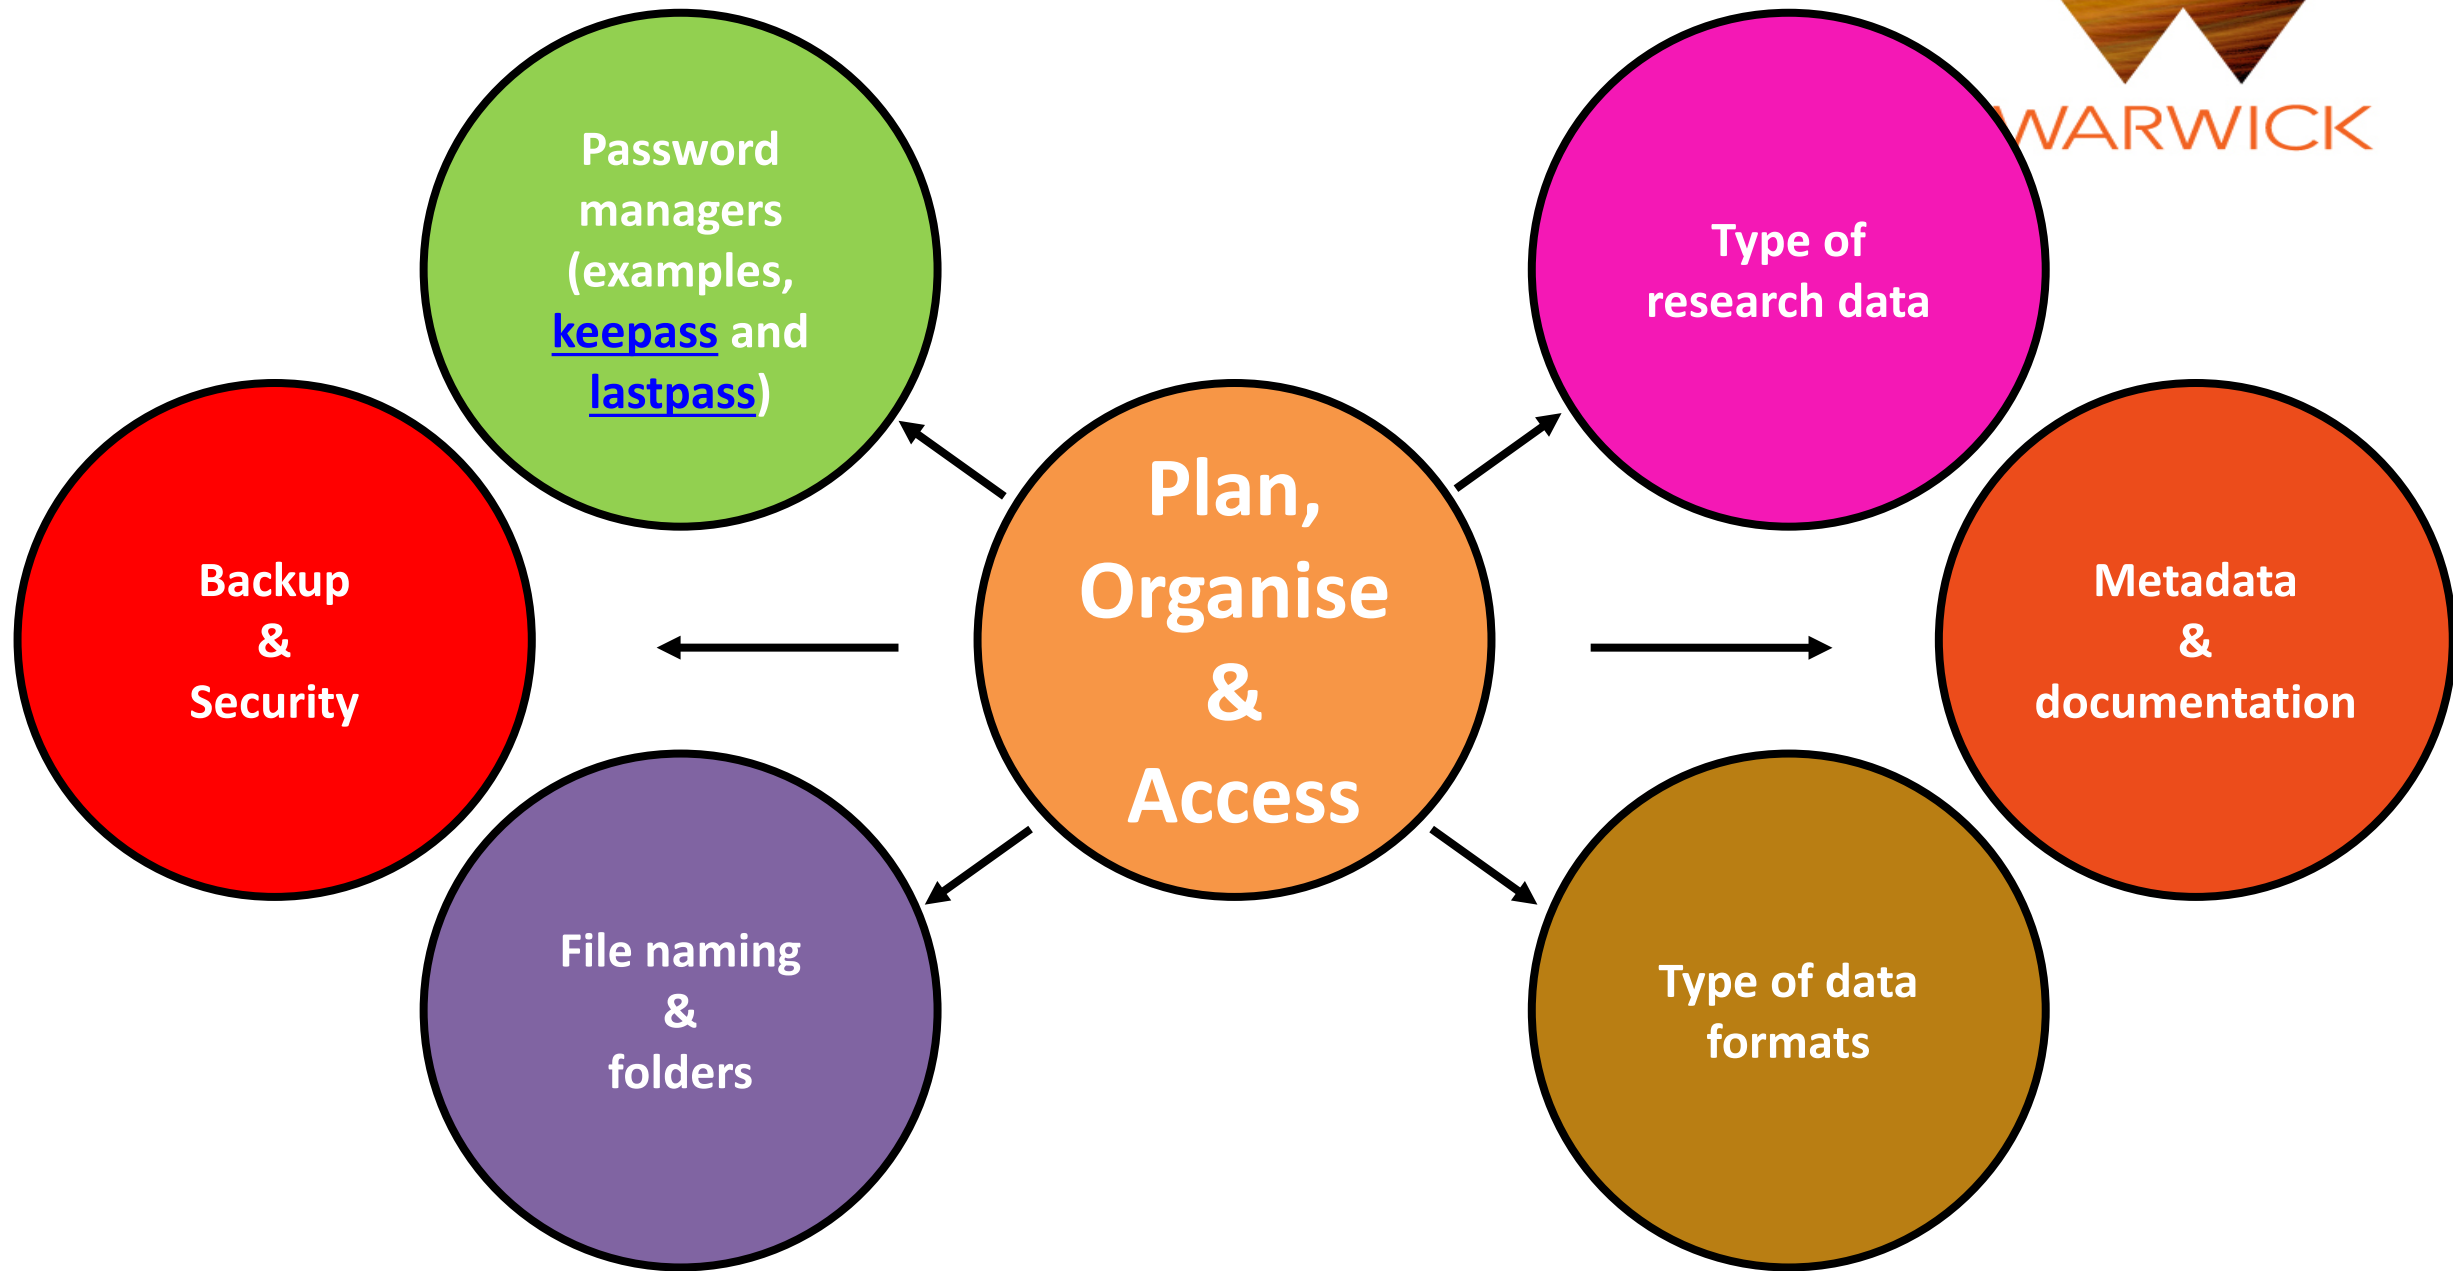 WARWICK
Password
managers
(examples,
keepass and
lastpass)
Type of
research data
Plan,
Organise
&
Access
Backup
&
Security
Metadata
&
documentation
File naming
&
folders
Type of data
formats